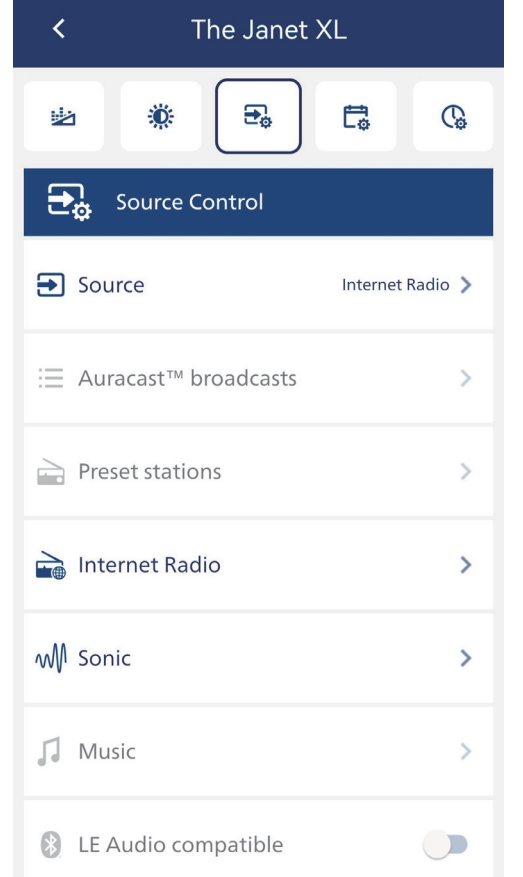 The Janet XL
Source Control
Source Internet Radio
Auracast™ broadcasts
Preset stations
Internet Radio
Sonic
Music
LE Audio compatible